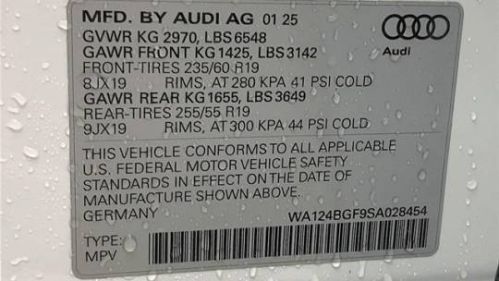 MFD. BY AUDI AG 01 25
GVWR KG 2970, LBS 6548
GAWR FRONT KG 1425, LBS 3142
FRONT-TIRES 235/60 R19
8JX19 RIMS, AT 280 KPA 41 PSI COLD
GAWR REAR KG 1655, LBS 3649
REAR-TIRES 255/55 R19
9JX19 RIMS, AT 300 KPA 44 PSI COLD
Audi
THIS VEHICLE CONFORMS TO ALL APPLICABLE
U.S. FEDERAL MOTOR VEHICLE SAFETY
STANDARDS IN EFFECT ON THE DATE OF
MANUFACTURE SHOWN ABOVE.
GERMANY WA124BGF9SA028454
TYPE:
MPV